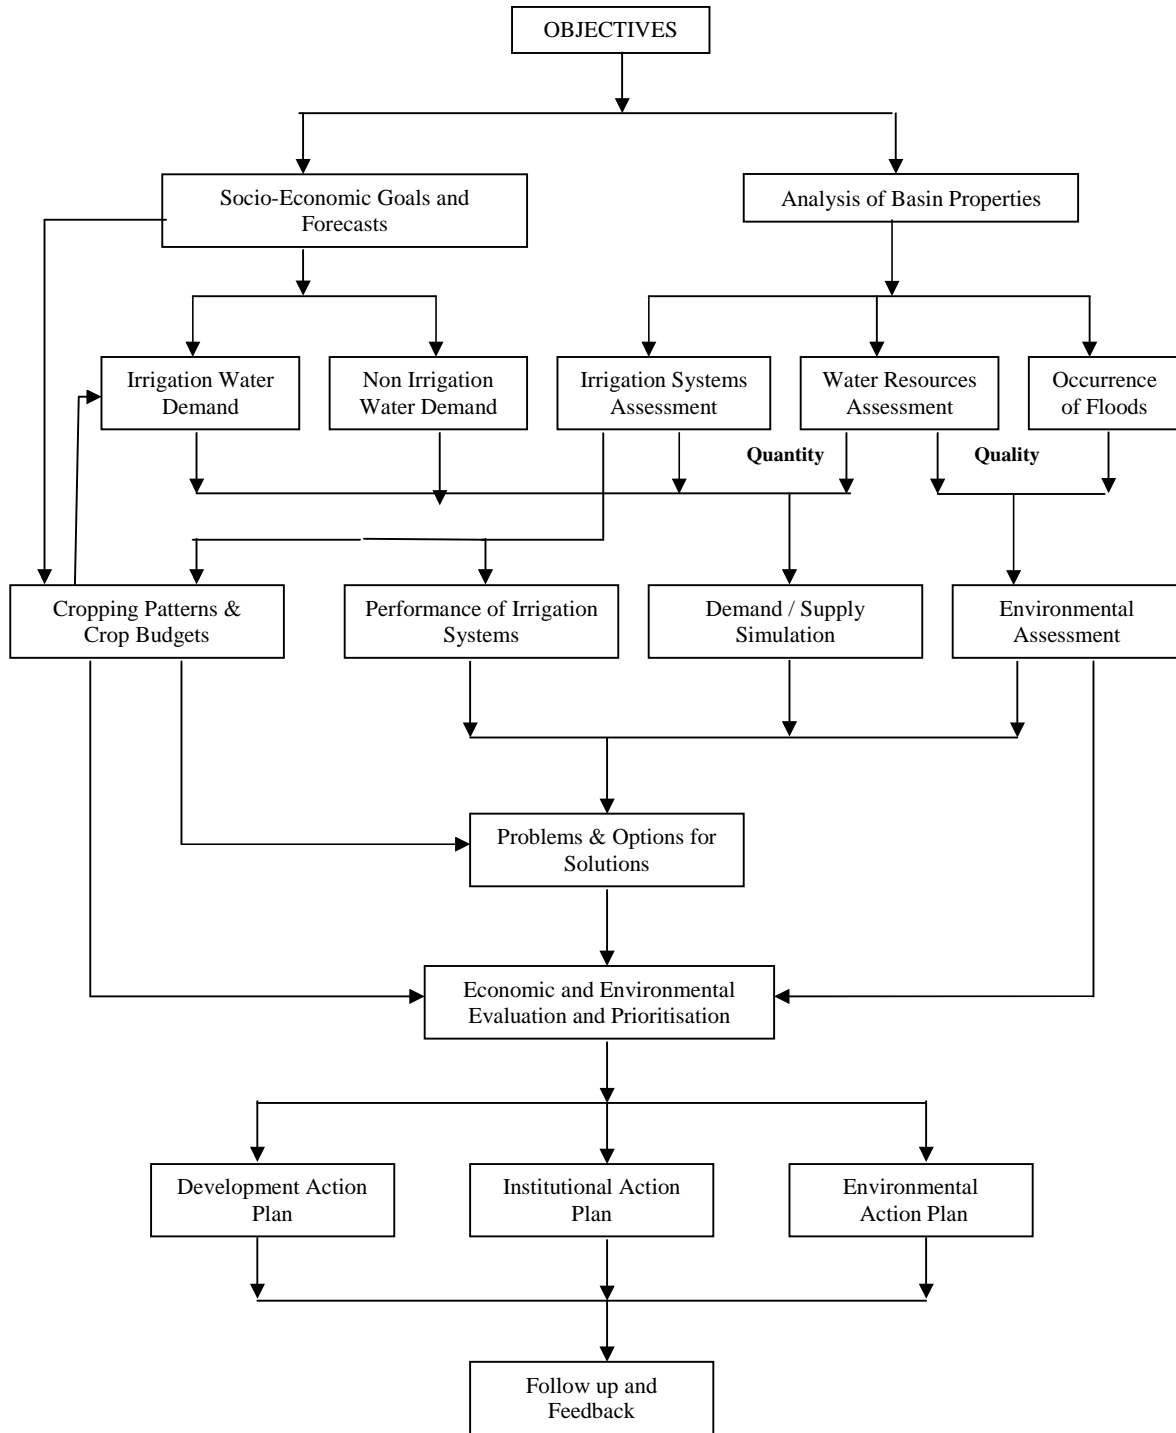 OBJECTIVES
Socio-Economic Goals and
Forecasts
Analysis of Basin Properties
Irrigation Water
Demand
Non Irrigation
Water Demand
Irrigation Systems
Assessment
Water Resources
Assessment
Occurrence
of Floods
Quantity
Quality
Cropping Patterns &
Crop Budgets
Performance of Irrigation
Systems
Demand / Supply
Simulation
Environmental
Assessment
Problems & Options for
Solutions
Economic and Environmental
Evaluation and Prioritisation
Development Action
Plan
Institutional Action
Plan
Environmental
Action Plan
Follow up and
Feedback